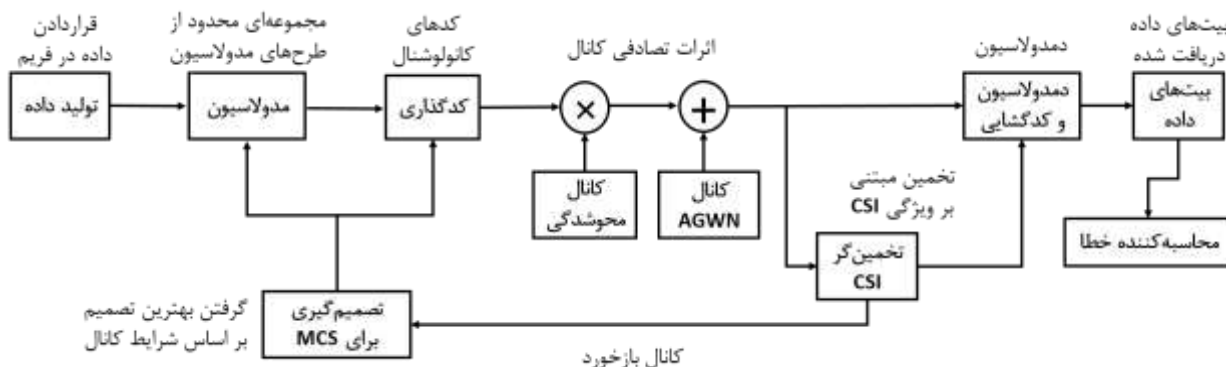 قراردادن
داده در فریم
تولید داده
مجموعه‌ای محدود از
طرح‌های مدولاسیون
مدولاسیون
کدهای
کانولوشنال
کدگذاری
اثرات تصادفی کانال
×
+
کانال
محوشدگی
کانال
AGWN
دمدولاسیون
دمدولاسیون
و کدگشایی
بیت‌های داده
دریافت شده
بیت‌های
داده
تخمین مبتنی
بر ویژگی CSI
تخمین‌گر
CSI
محاسبه‌کننده خطا
گرفتن بهترین تصمیم
بر اساس شرایط کانال
تصمیم‌گیری
برای MCS
کانال بازخورد